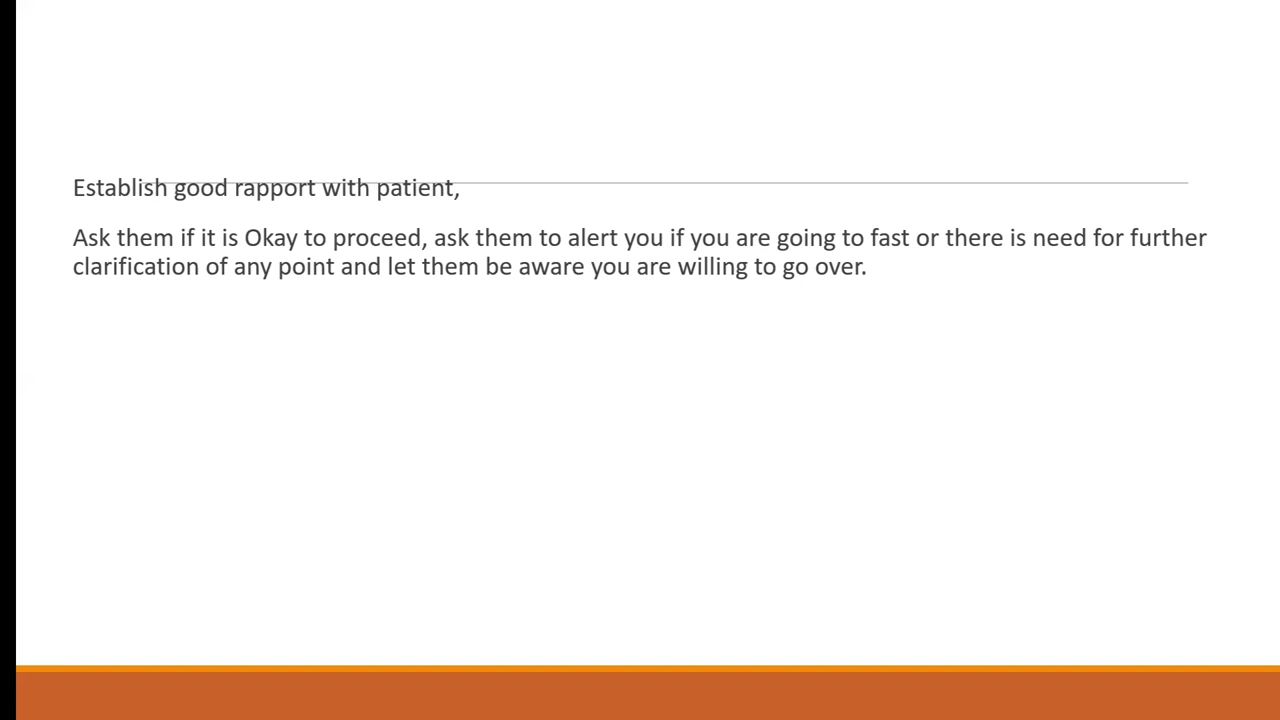 Establish good rapport with patient,
Ask them if it is Okay to proceed, ask them to alert you if you are going to fast or there is need for further
clarification of any point and let them be aware you are willing to go over.